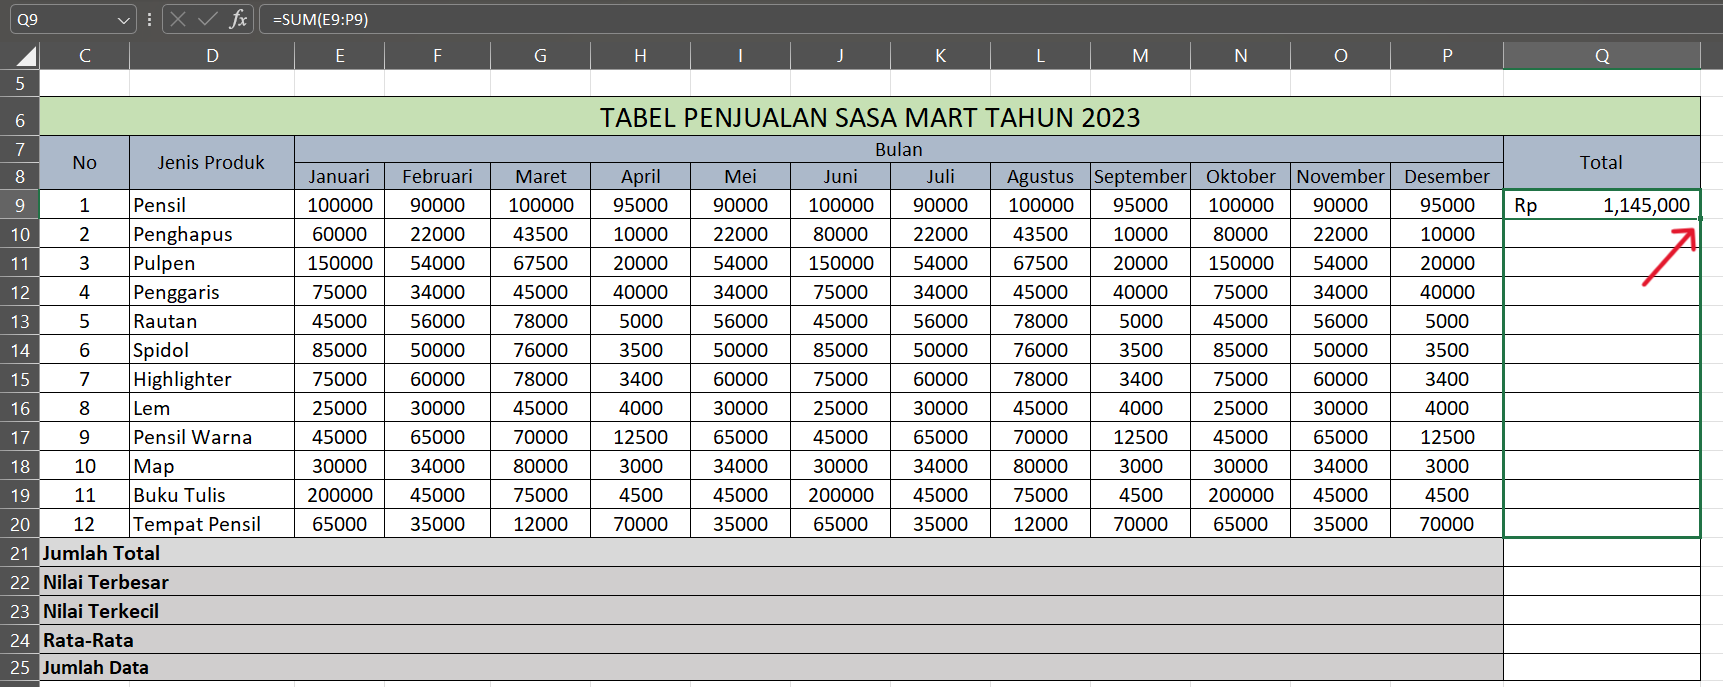 Q9 fx =SUM(E9:P9)
C D E F G H I J K L M N O P Q
5
6 TABEL PENJUALAN SASA MART TAHUN 2023
7 No Jenis Produk Bulan Total
8 Januari Februari Maret April Mei Juni Juli Agustus September Oktober November Desember
9 1 Pensil 100000 90000 100000 95000 90000 100000 90000 100000 95000 100000 90000 95000 Rp 1,145,000
10 2 Penghapus 60000 22000 43500 10000 22000 80000 22000 43500 10000 80000 22000 10000
11 3 Pulpen 150000 54000 67500 20000 54000 150000 54000 67500 20000 150000 54000 20000
12 4 Penggaris 75000 34000 45000 40000 34000 75000 34000 45000 40000 75000 34000 40000
13 5 Rautan 45000 56000 78000 5000 56000 45000 56000 78000 5000 45000 56000 5000
14 6 Spidol 85000 50000 76000 3500 50000 85000 50000 76000 3500 85000 50000 3500
15 7 Highlighter 75000 60000 78000 3400 60000 75000 60000 78000 3400 75000 60000 3400
16 8 Lem 25000 30000 45000 4000 30000 25000 30000 45000 4000 25000 30000 4000
17 9 Pensil Warna 45000 65000 70000 12500 65000 45000 65000 70000 12500 45000 65000 12500
18 10 Map 30000 34000 80000 3000 34000 30000 34000 80000 3000 30000 34000 3000
19 11 Buku Tulis 200000 45000 75000 4500 45000 200000 45000 75000 4500 200000 45000 4500
20 12 Tempat Pensil 65000 35000 12000 70000 35000 65000 35000 12000 70000 65000 35000 70000
21 Jumlah Total
22 Nilai Terbesar
23 Nilai Terkecil
24 Rata-Rata
25 Jumlah Data